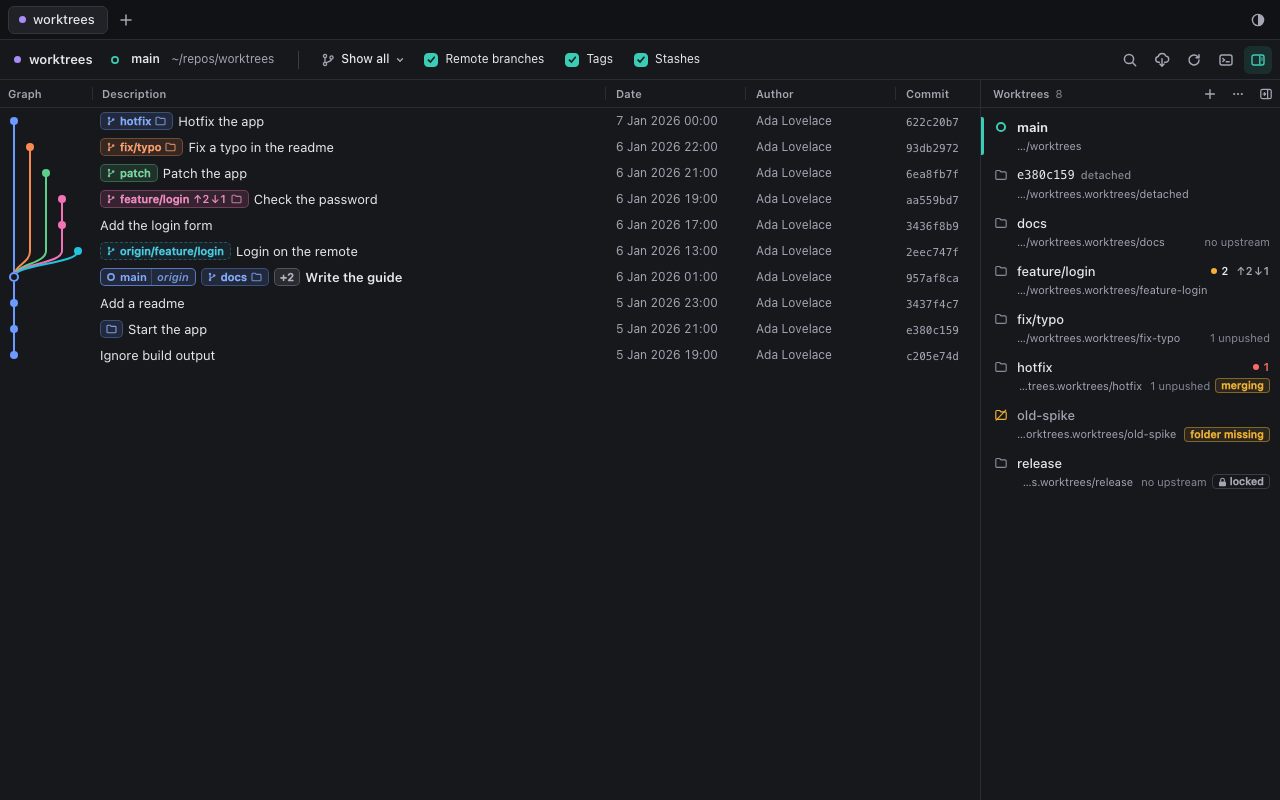 worktrees
worktrees main ~/repos/worktrees Show all Remote branches Tags Stashes
Graph Description Date Author Commit
hotfix Hotfix the app 7 Jan 2026 00:00 Ada Lovelace 622c20b7
fix/typo Fix a typo in the readme 6 Jan 2026 22:00 Ada Lovelace 93db2972
patch Patch the app 6 Jan 2026 21:00 Ada Lovelace 6ea8fb7f
feature/login ↑2↓1 Check the password 6 Jan 2026 19:00 Ada Lovelace aa559bd7
Add the login form 6 Jan 2026 17:00 Ada Lovelace 3436f8b9
origin/feature/login Login on the remote 6 Jan 2026 13:00 Ada Lovelace 2eec747f
main origin docs +2 Write the guide 6 Jan 2026 01:00 Ada Lovelace 957af8ca
Add a readme 5 Jan 2026 23:00 Ada Lovelace 3437f4c7
Start the app 5 Jan 2026 21:00 Ada Lovelace e380c159
Ignore build output 5 Jan 2026 19:00 Ada Lovelace c205e74d
Worktrees 8
main
.../worktrees
e380c159 detached
.../worktrees.worktrees/detached
docs
.../worktrees.worktrees/docs no upstream
feature/login 2 ↑2↓1
.../worktrees.worktrees/feature-login
fix/typo
.../worktrees.worktrees/fix-typo 1 unpushed
hotfix 1
...trees.worktrees/hotfix 1 unpushed merging
old-spike
...orktrees.worktrees/old-spike folder missing
release
...s.worktrees/release no upstream locked